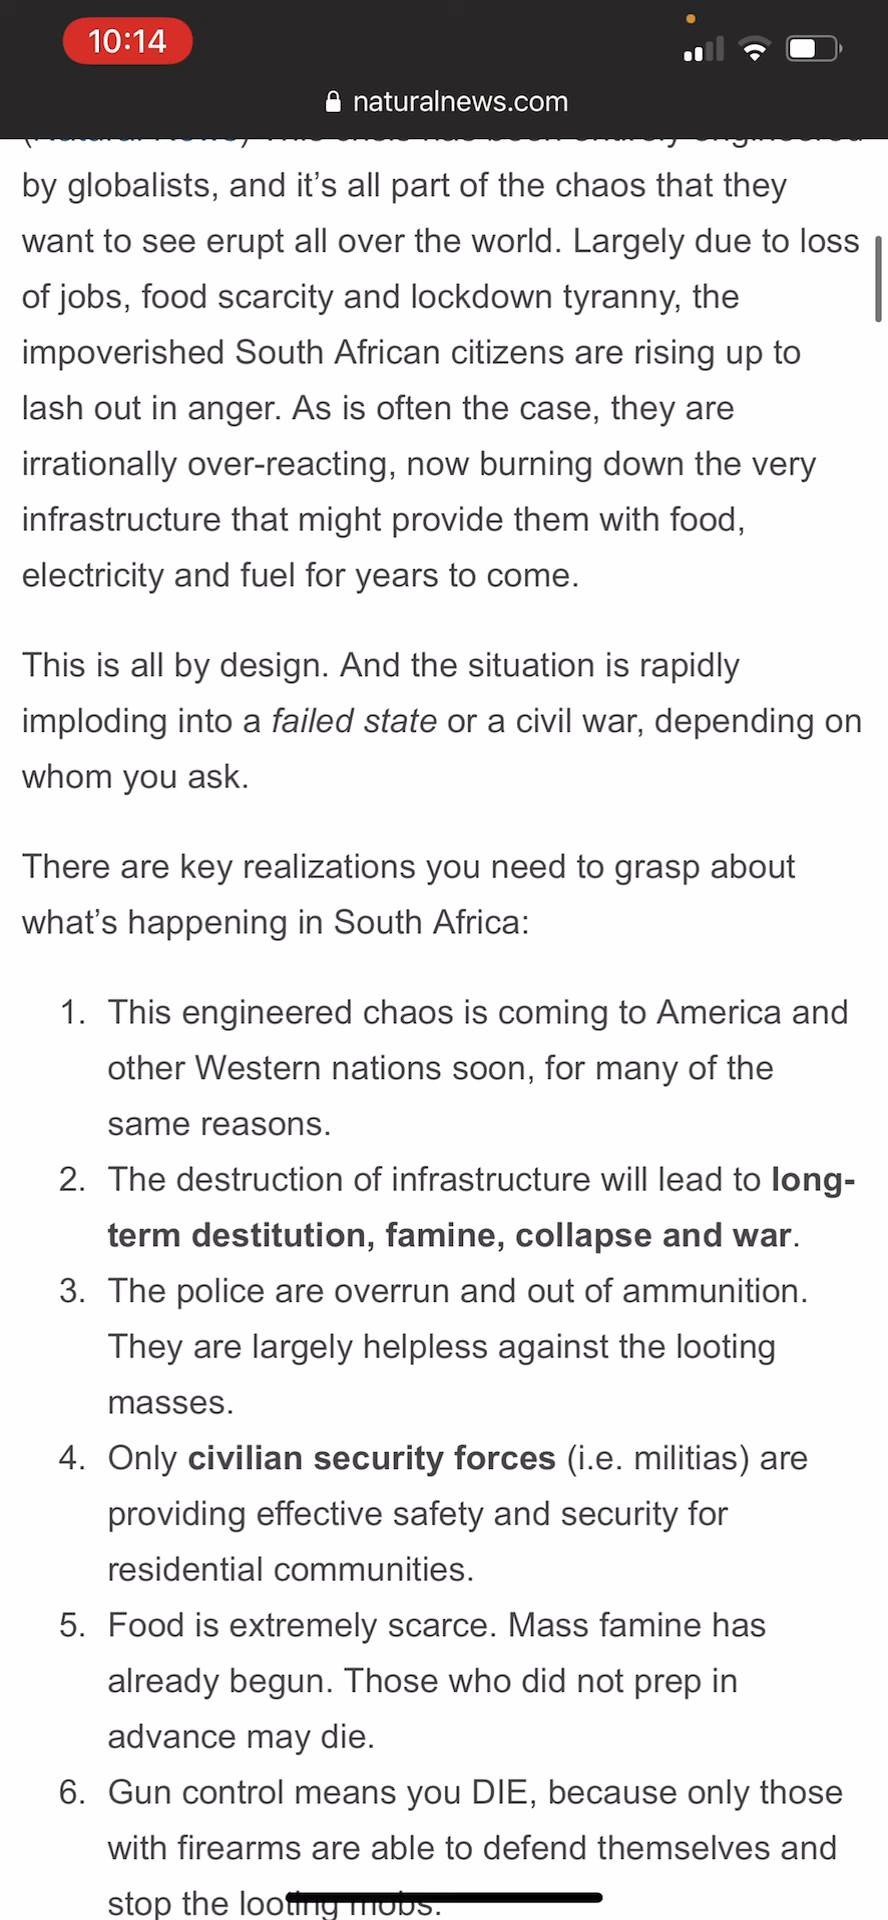 10:14
naturalnews.com
by globalists, and it’s all part of the chaos that they
want to see erupt all over the world. Largely due to loss
of jobs, food scarcity and lockdown tyranny, the
impoverished South African citizens are rising up to
lash out in anger. As is often the case, they are
irrationally over-reacting, now burning down the very
infrastructure that might provide them with food,
electricity and fuel for years to come.
This is all by design. And the situation is rapidly
imploding into a failed state or a civil war, depending on
whom you ask.
There are key realizations you need to grasp about
what’s happening in South Africa:
1. This engineered chaos is coming to America and
other Western nations soon, for many of the
same reasons.
2. The destruction of infrastructure will lead to long-
term destitution, famine, collapse and war.
3. The police are overrun and out of ammunition.
They are largely helpless against the looting
masses.
4. Only civilian security forces (i.e. militias) are
providing effective safety and security for
residential communities.
5. Food is extremely scarce. Mass famine has
already begun. Those who did not prep in
advance may die.
6. Gun control means you DIE, because only those
with firearms are able to defend themselves and
stop the looting mobs.